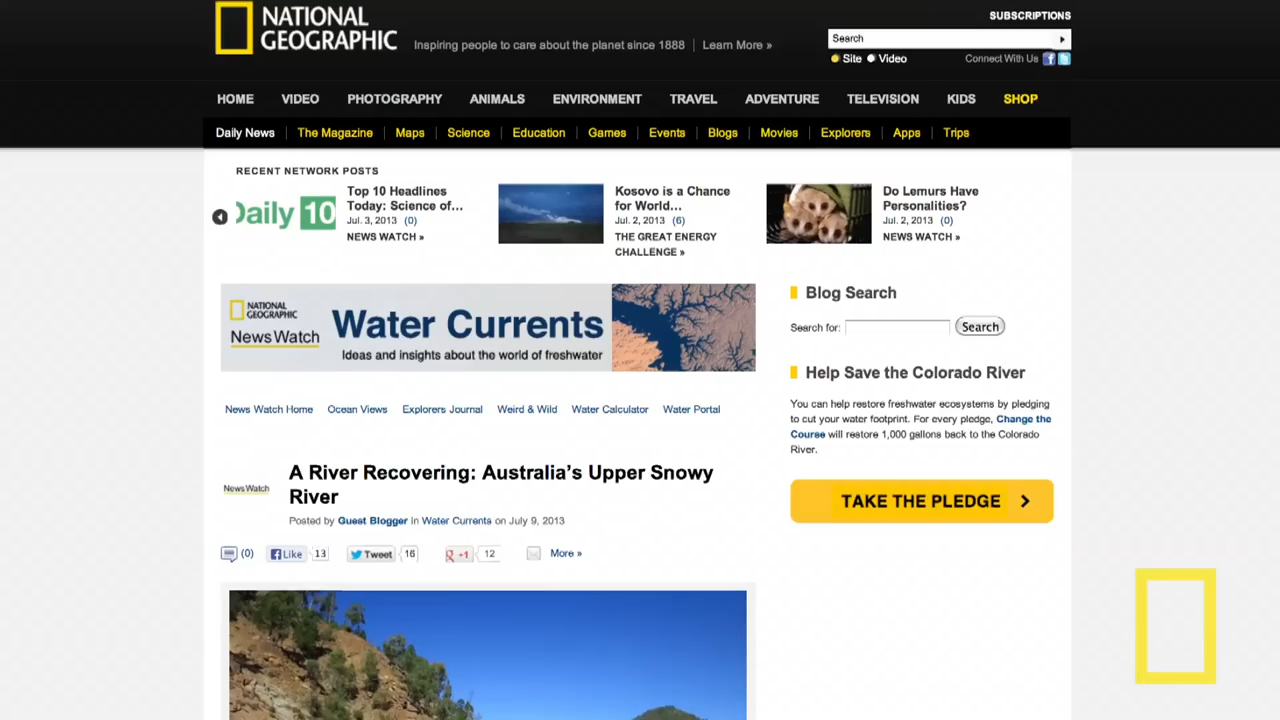 NATIONAL
GEOGRAPHIC
Inspiring people to care about the planet since 1888
Learn More »
SUBSCRIPTIONS
Search
Site Video
Connect With Us
HOME VIDEO PHOTOGRAPHY ANIMALS ENVIRONMENT TRAVEL ADVENTURE TELEVISION KIDS SHOP
Daily News The Magazine Maps Science Education Games Events Blogs Movies Explorers Apps Trips
RECENT NETWORK POSTS
Daily 10
Top 10 Headlines
Today: Science of...
Jul. 3, 2013 (0)
NEWS WATCH »
Kosovo is a Chance
for World...
Jul. 2, 2013 (6)
THE GREAT ENERGY
CHALLENGE »
Do Lemurs Have
Personalities?
Jul. 2, 2013 (0)
NEWS WATCH »
NATIONAL
GEOGRAPHIC
News Watch
Water Currents
Ideas and insights about the world of freshwater
News Watch Home Ocean Views Explorers Journal Weird & Wild Water Calculator Water Portal
News Watch
A River Recovering: Australia's Upper Snowy
River
Posted by Guest Blogger in Water Currents on July 9, 2013
(0) Like 13 Tweet 16 +1 12 More »
Blog Search
Search for: Search
Help Save the Colorado River
You can help restore freshwater ecosystems by pledging
to cut your water footprint. For every pledge, Change the
Course will restore 1,000 gallons back to the Colorado
River.
TAKE THE PLEDGE